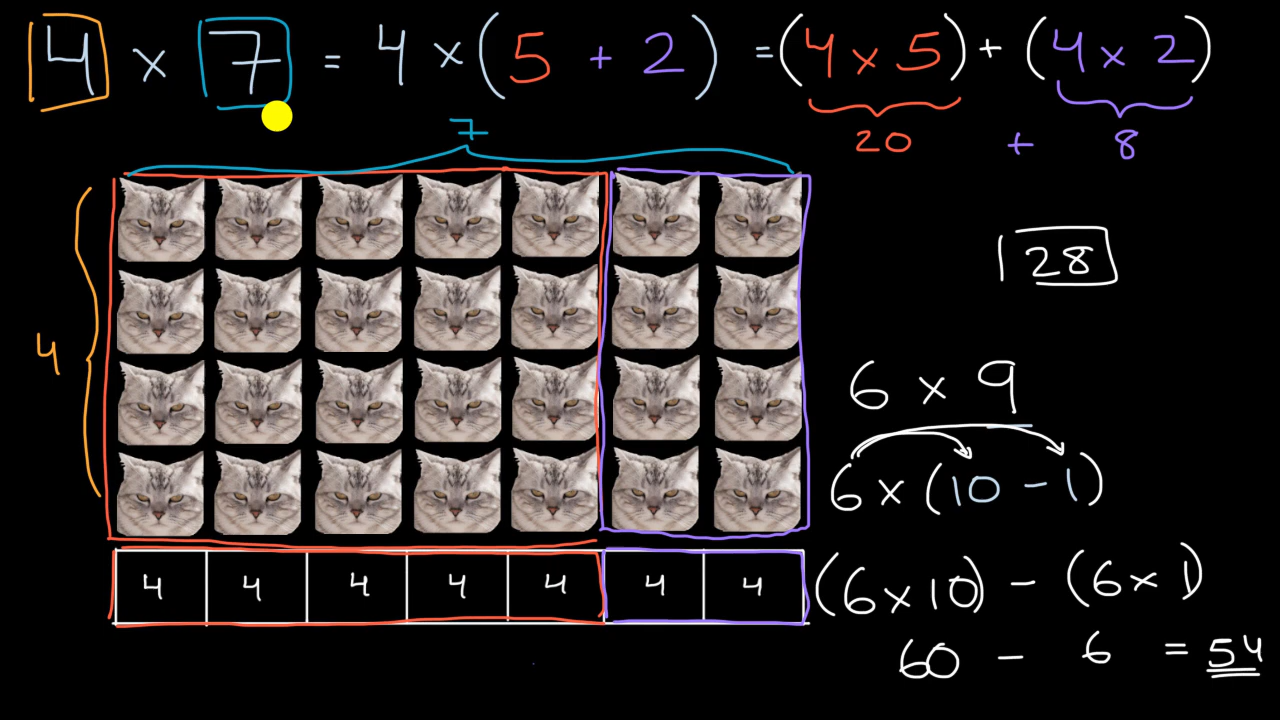 4 × 7 = 4 × (5 + 2) = (4 × 5) + (4 × 2)
20 + 8
7
28
4
6 × 9
6 × (10 - 1)
4 4 4 4 4 4 4
(6 × 10) - (6 × 1)
60 - 6 = 54